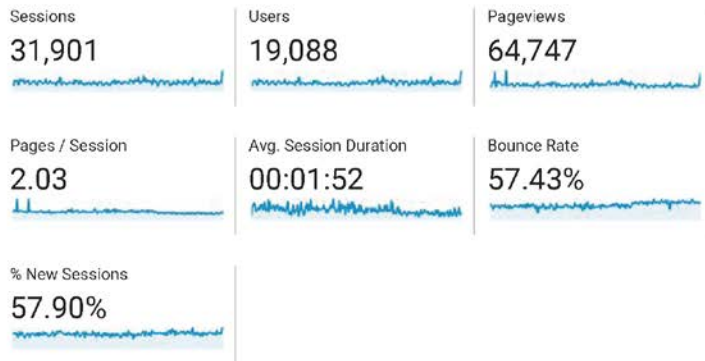 Sessions
31,901
Users
19,088
Pageviews
64,747
Pages / Session
2.03
Avg. Session Duration
00:01:52
Bounce Rate
57.43%
% New Sessions
57.90%